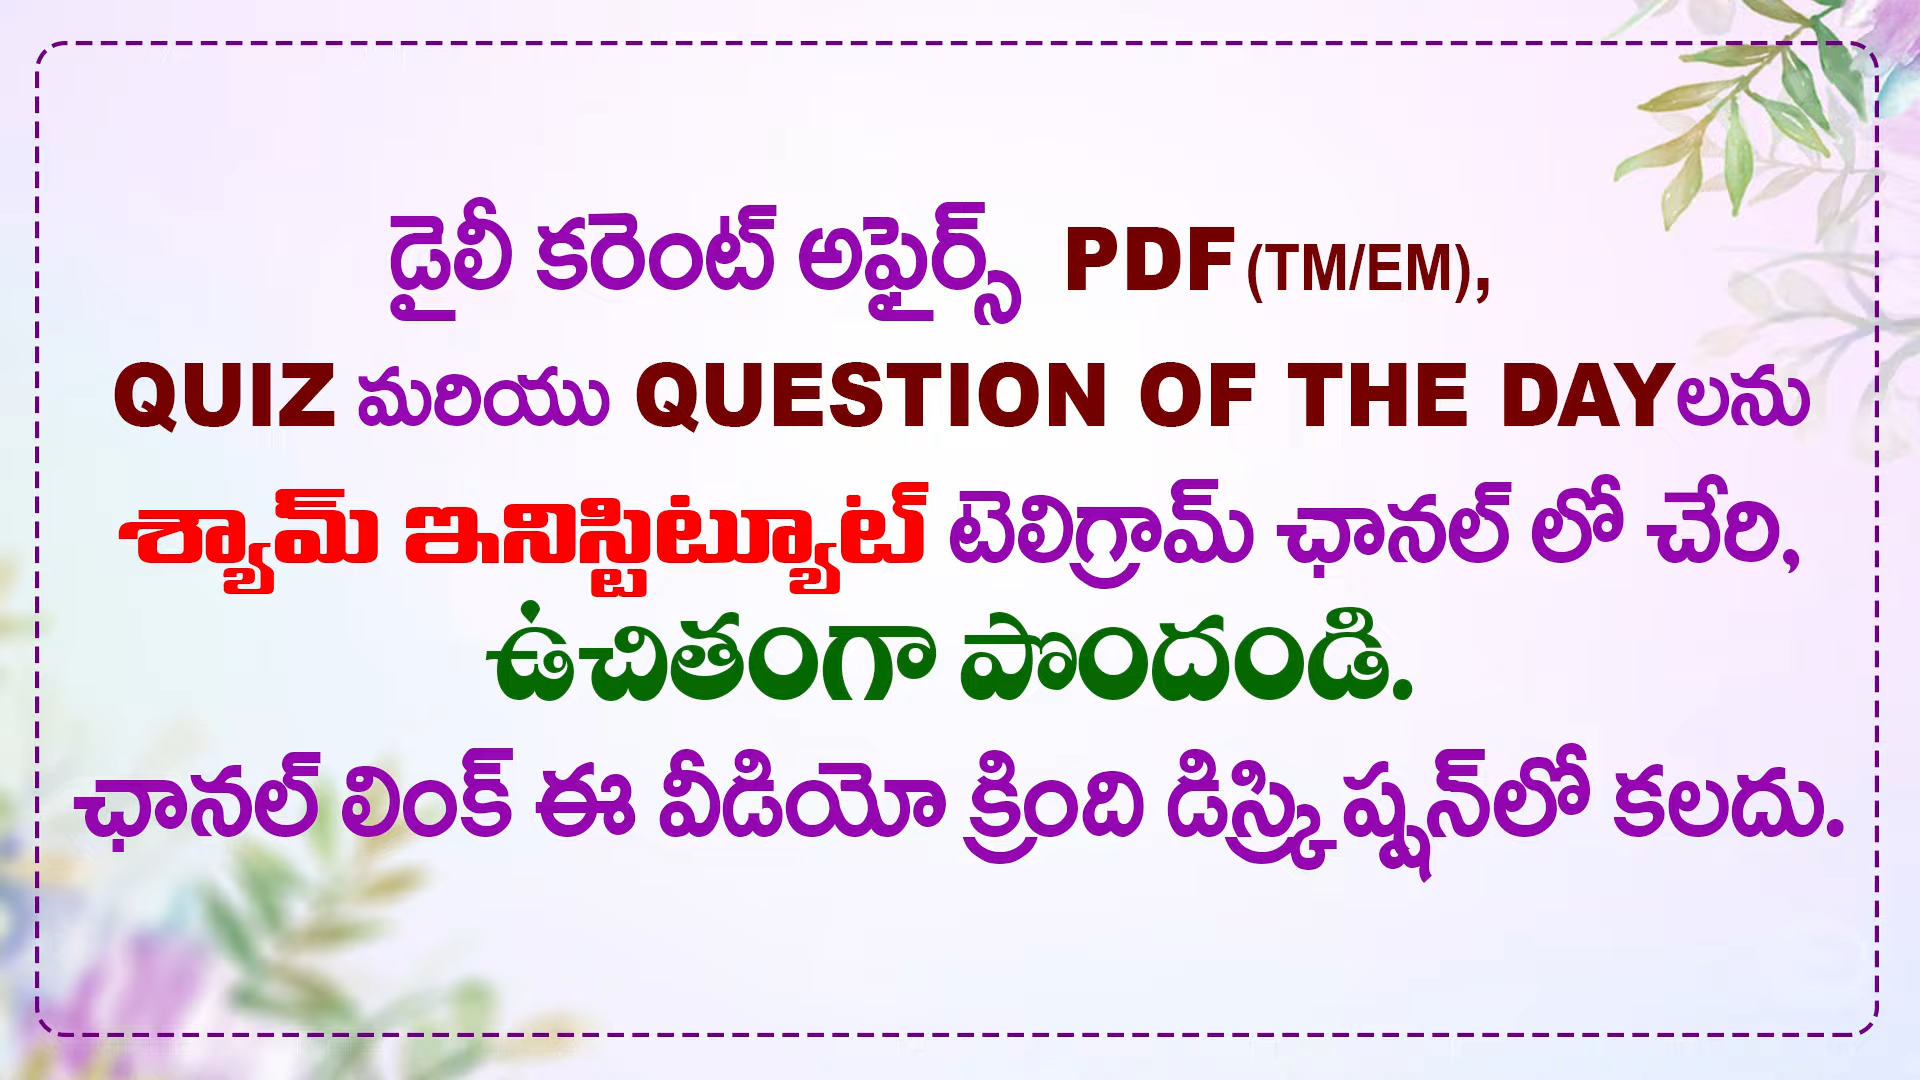 డైలీ కరెంట్ అఫైర్స్ PDF (TM/EM),
QUIZ మరియు QUESTION OF THE DAYలను
శ్యామ్ ఇనిస్టిట్యూట్ టెలిగ్రామ్ ఛానల్ లో చేరి,
ఉచితంగా పొందండి.
ఛానల్ లింక్ ఈ వీడియో క్రింది డిస్క్రిప్షన్‌లో కలదు.